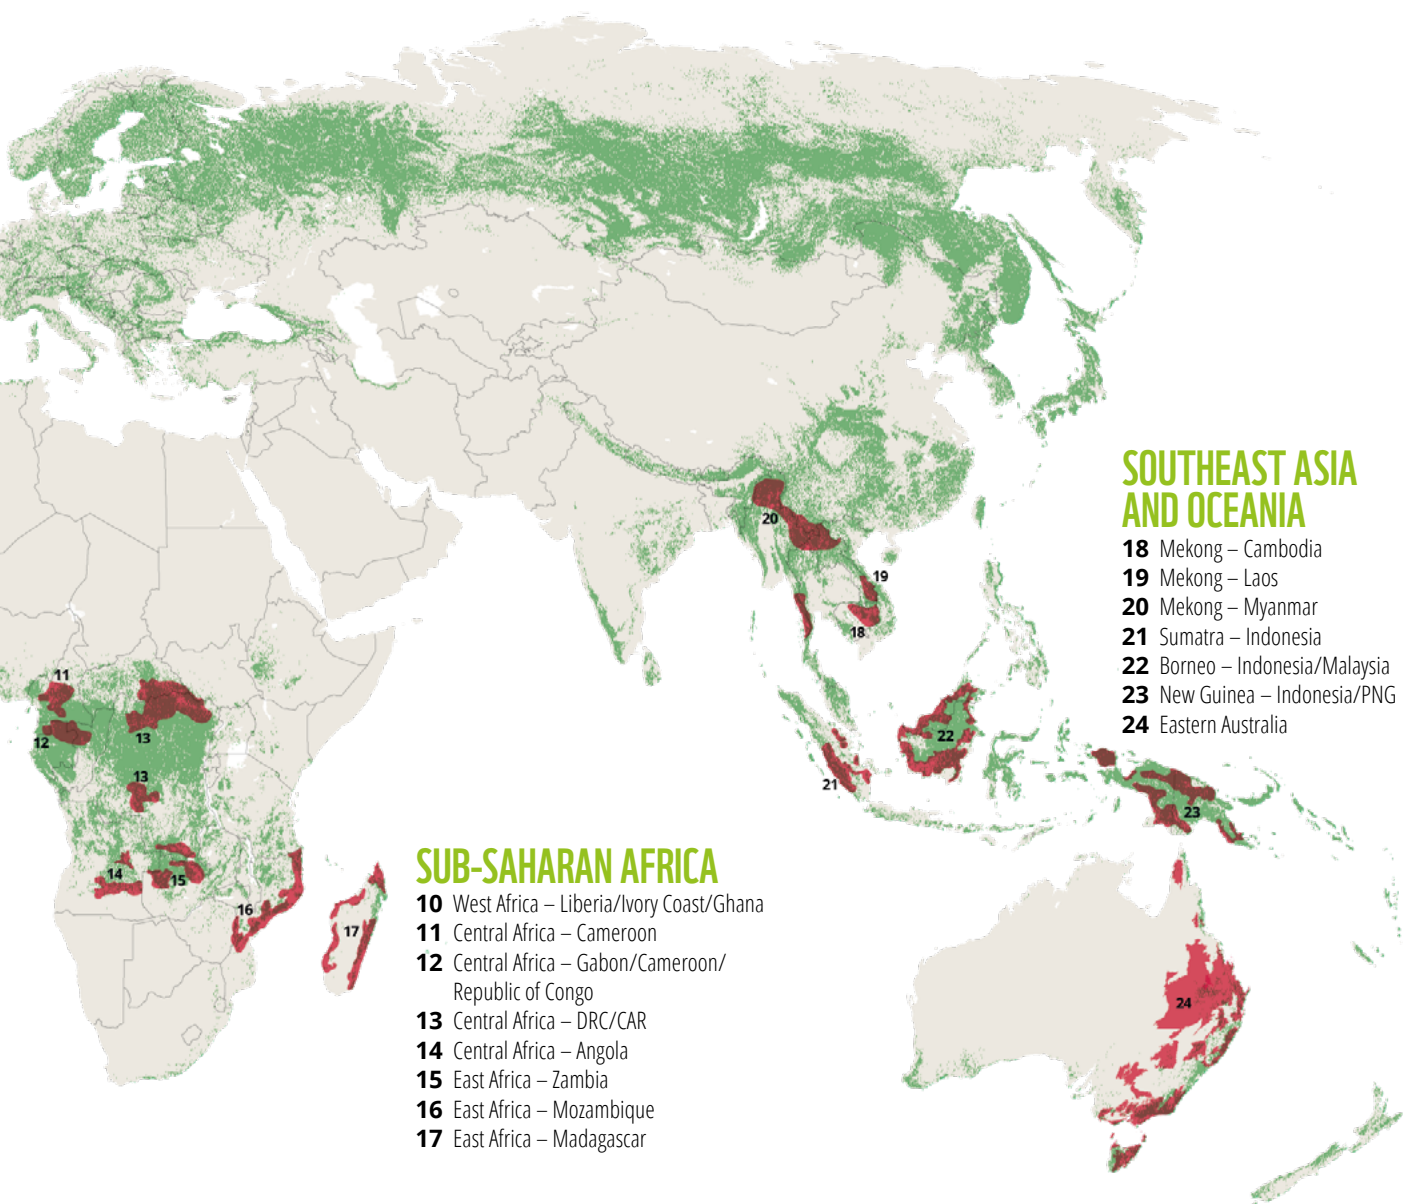 SOUTHEAST ASIA
AND OCEANIA
18 Mekong – Cambodia
19 Mekong – Laos
20 Mekong – Myanmar
21 Sumatra – Indonesia
22 Borneo – Indonesia/Malaysia
23 New Guinea – Indonesia/PNG
24 Eastern Australia
20
19
18
11
12
13
22
13
21
23
14
15
16
17
24
SUB-SAHARAN AFRICA
10 West Africa – Liberia/Ivory Coast/Ghana
11 Central Africa – Cameroon
12 Central Africa – Gabon/Cameroon/
Republic of Congo
13 Central Africa – DRC/CAR
14 Central Africa – Angola
15 East Africa – Zambia
16 East Africa – Mozambique
17 East Africa – Madagascar